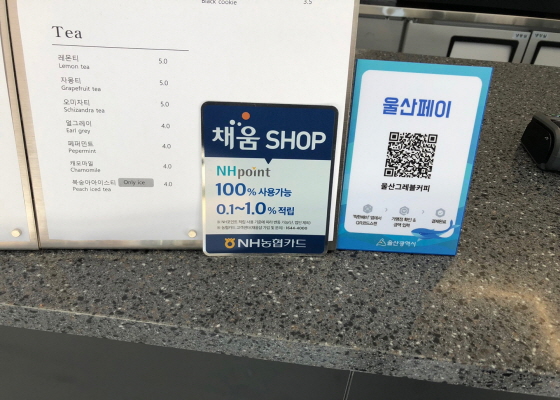 Black cookie 3.5
Tea
레몬티 5.0
Lemon tea
자몽티 5.0
Grapefruit tea
오미자티 5.0
Schizandra tea
얼그레이 4.0
Earl grey
페퍼민트 4.0
Pepermint
캐모마일 4.0
Chamomile
복숭아아이스티 Only Ice 4.0
Peach iced tea
채움 SHOP
NHpoint
100% 사용가능
0.1~1.0% 적립
NH농협카드
울산페이
울산그레블커피
결제완료
울산광역시